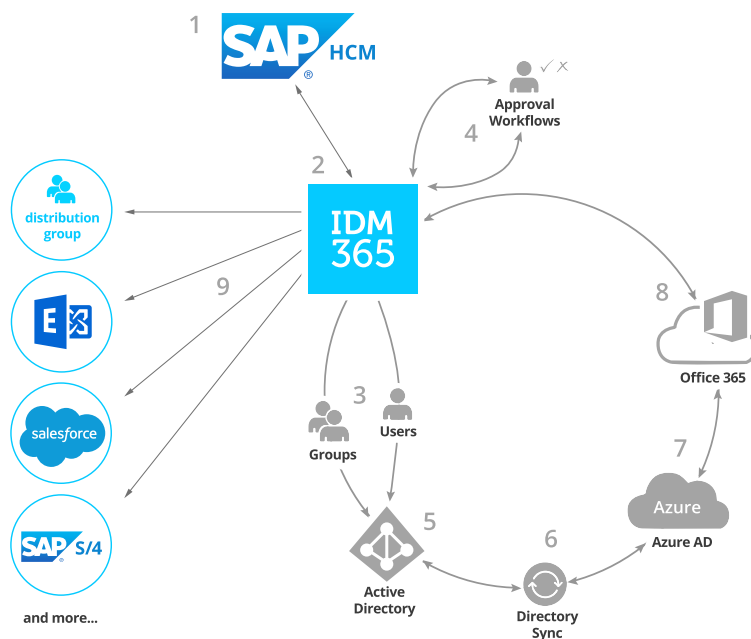 1
SAP HCM
®
Approval
Workflows
4
2
IDM
365
distribution
group
9
E
8
Office 365
salesforce
3
Groups
Users
7
Azure
Azure AD
5
6
SAP S/4
®
Active
Directory
Directory
Sync
and more...